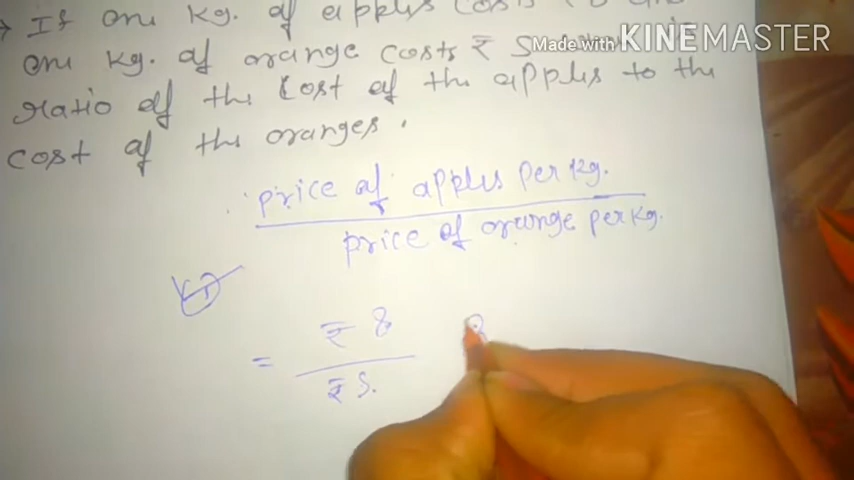 If one kg. of apples costs
one kg. of orange costs ₹ 5
Made with KINEMASTER
ratio of the cost of the apples to the
cost of the oranges.
price of apples per kg.
price of orange per kg.
= ₹ 8
₹ 5.
8